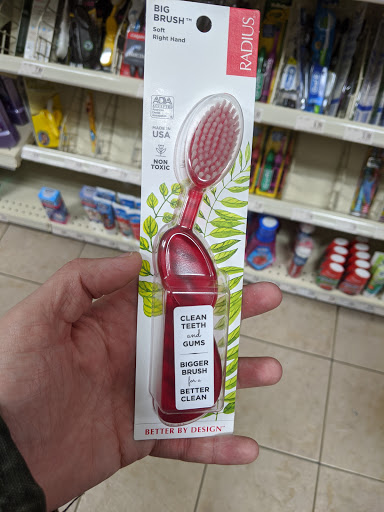 BIG
BRUSH™
Soft
Right Hand
RADIUS.
ADA
MADE IN
USA
NON
TOXIC
CLEAN
TEETH
and
GUMS
BIGGER
BRUSH
for a
BETTER
CLEAN
BETTER BY DESIGN™